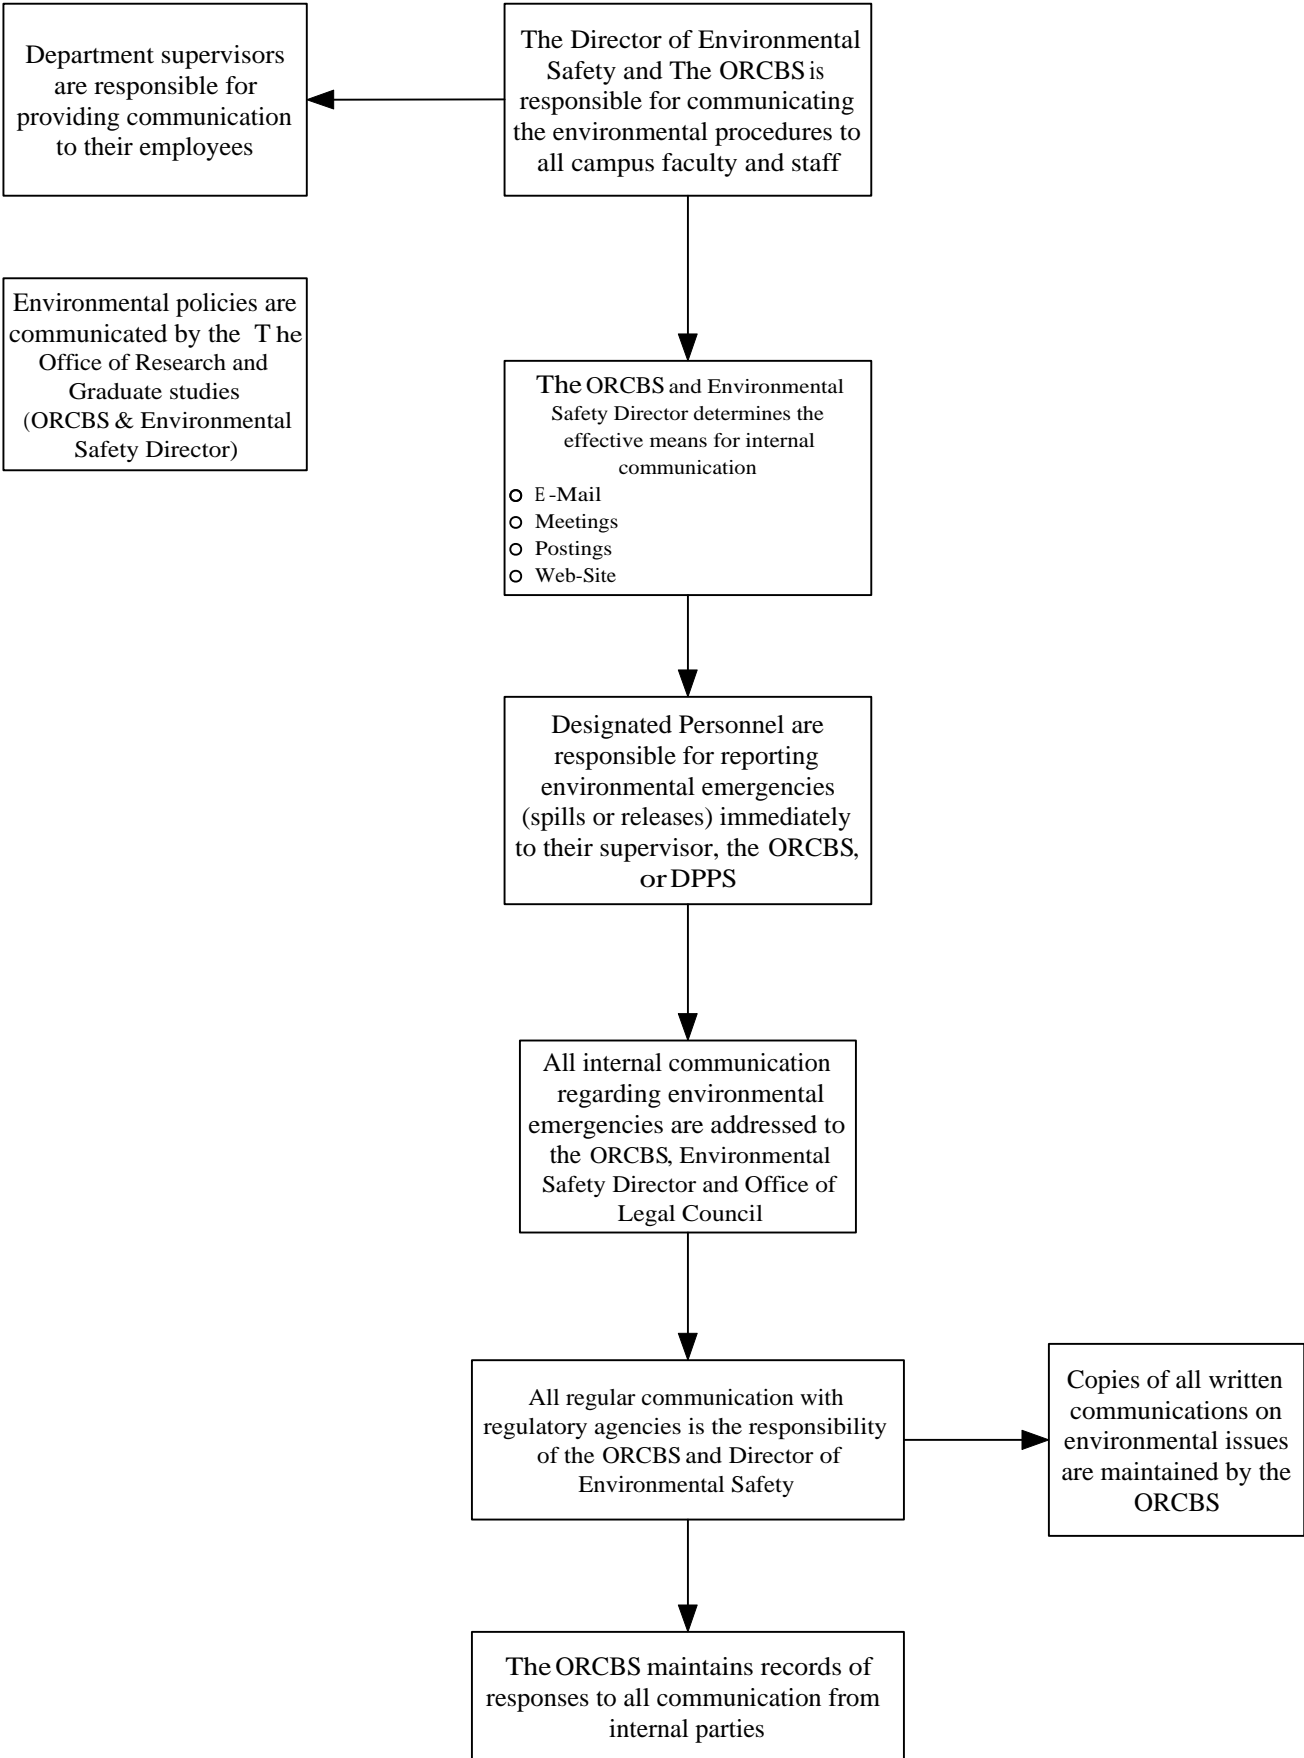 Department supervisors
are responsible for
providing communication
to their employees
The Director of Environmental
Safety and The ORCBS is
responsible for communicating
the environmental procedures to
all campus faculty and staff
Environmental policies are
communicated by the T he
Office of Research and
Graduate studies
(ORCBS & Environmental
Safety Director)
The ORCBS and Environmental
Safety Director determines the
effective means for internal
communication
o E-Mail
o Meetings
o Postings
o Web-Site
Designated Personnel are
responsible for reporting
environmental emergencies
(spills or releases) immediately
to their supervisor, the ORCBS,
or DPPS
All internal communication
regarding environmental
emergencies are addressed to
the ORCBS, Environmental
Safety Director and Office of
Legal Council
All regular communication with
regulatory agencies is the responsibility
of the ORCBS and Director of
Environmental Safety
Copies of all written
communications on
environmental issues
are maintained by the
ORCBS
The ORCBS maintains records of
responses to all communication from
internal parties